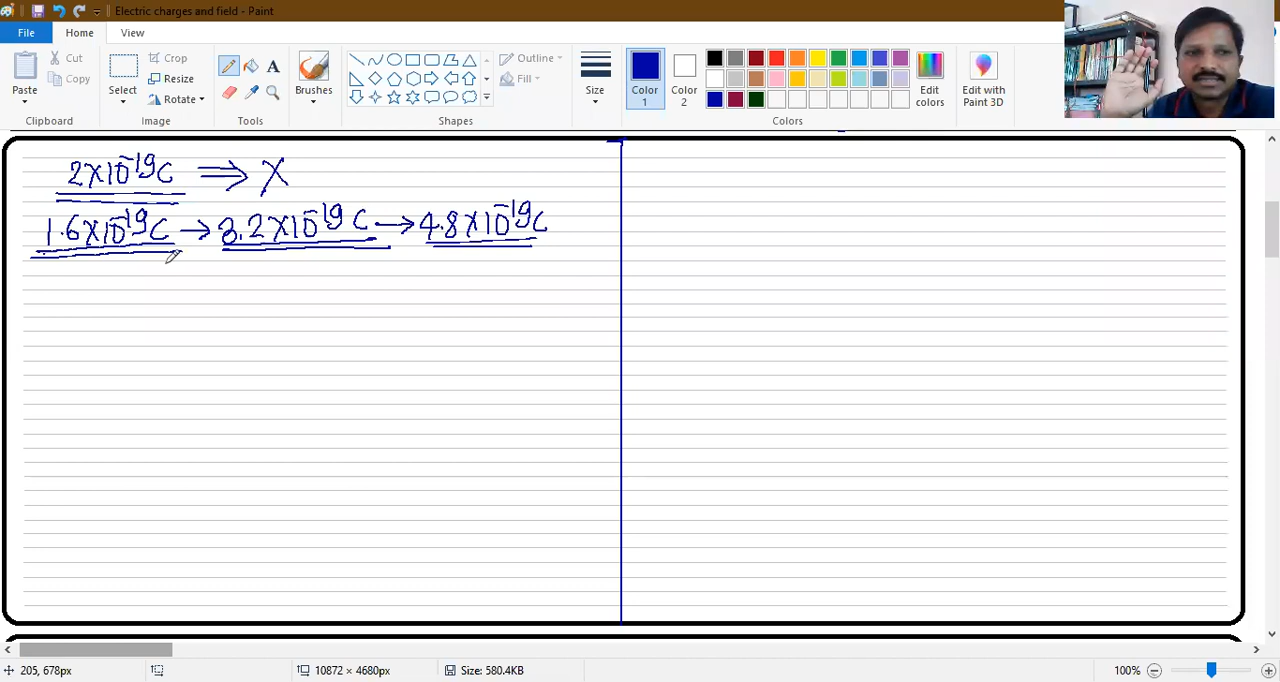 Electric charges and field - Paint
File Home View
Paste Cut Copy Clipboard
Select Crop Resize Rotate Image
Tools
Brushes
Outline Fill Shapes
Size
Color 1 Color 2 Edit colors Edit with Paint 3D
Colors
2×10⁻¹⁹C ⟹ X
1.6×10⁻¹⁹C → 3.2×10⁻¹⁹C → 4.8×10⁻¹⁹C
205, 678px 10872 × 4680px Size: 580.4KB 100%